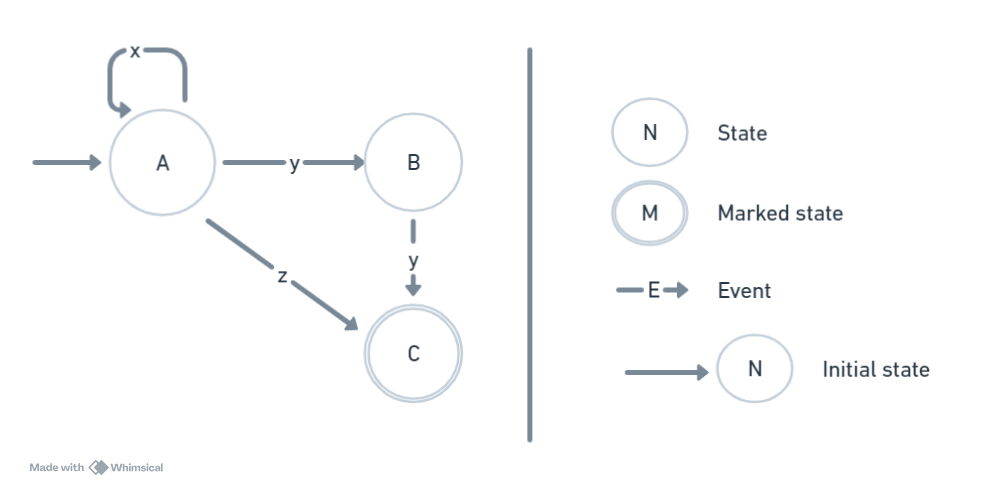 x
A
y
B
z
y
C
N
State
M
Marked state
E
Event
N
Initial state
Made with Whimsical